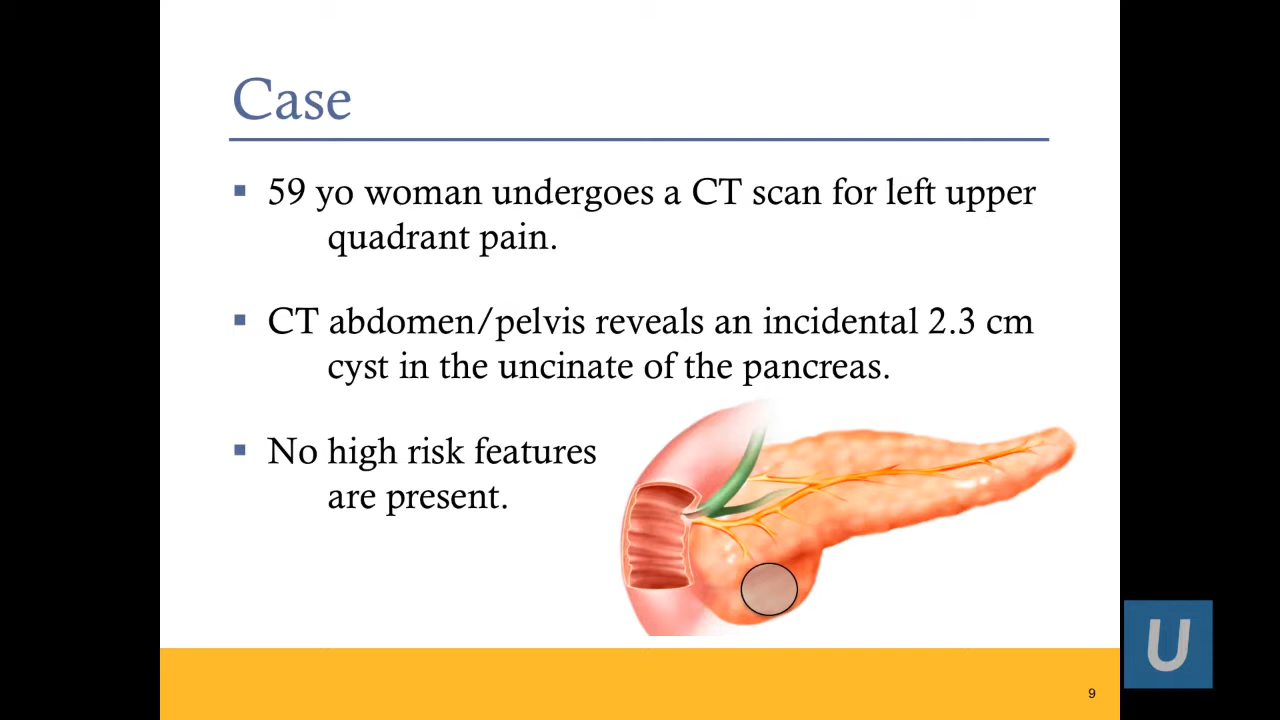 Case
▪ 59 yo woman undergoes a CT scan for left upper
quadrant pain.
▪ CT abdomen/pelvis reveals an incidental 2.3 cm
cyst in the uncinate of the pancreas.
▪ No high risk features
are present.
U
9